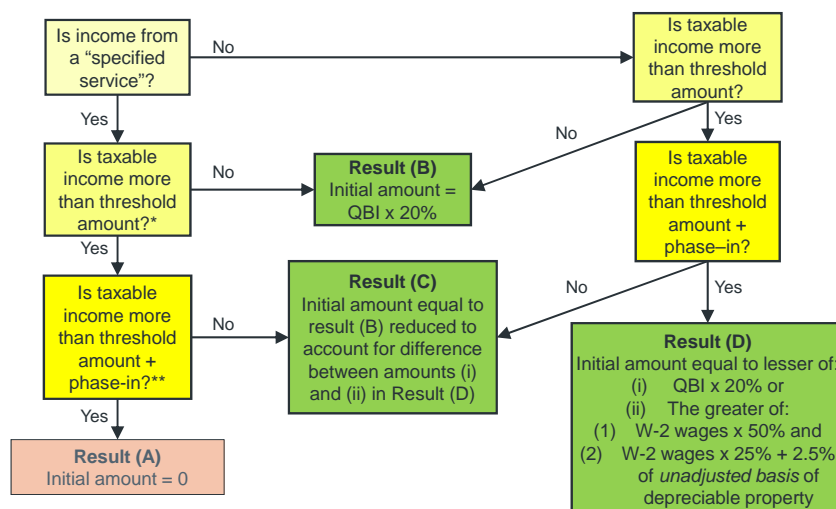 Is income from
a “specified
service”?
No
Is taxable
income more
than threshold
amount?
Yes
No
Yes
Is taxable
income more
than threshold
amount?*
No
Result (B)
Initial amount =
QBI x 20%
Is taxable
income more
than threshold
amount +
phase–in?
Yes
Is taxable
income more
than threshold
amount +
phase-in?**
No
Result (C)
Initial amount equal to
result (B) reduced to
account for difference
between amounts (i)
and (ii) in Result (D)
No
Yes
Yes
Result (A)
Initial amount = 0
Result (D)
Initial amount equal to lesser of:
(i) QBI x 20% or
(ii) The greater of:
(1) W-2 wages x 50% and
(2) W-2 wages x 25% + 2.5%
of unadjusted basis of
depreciable property